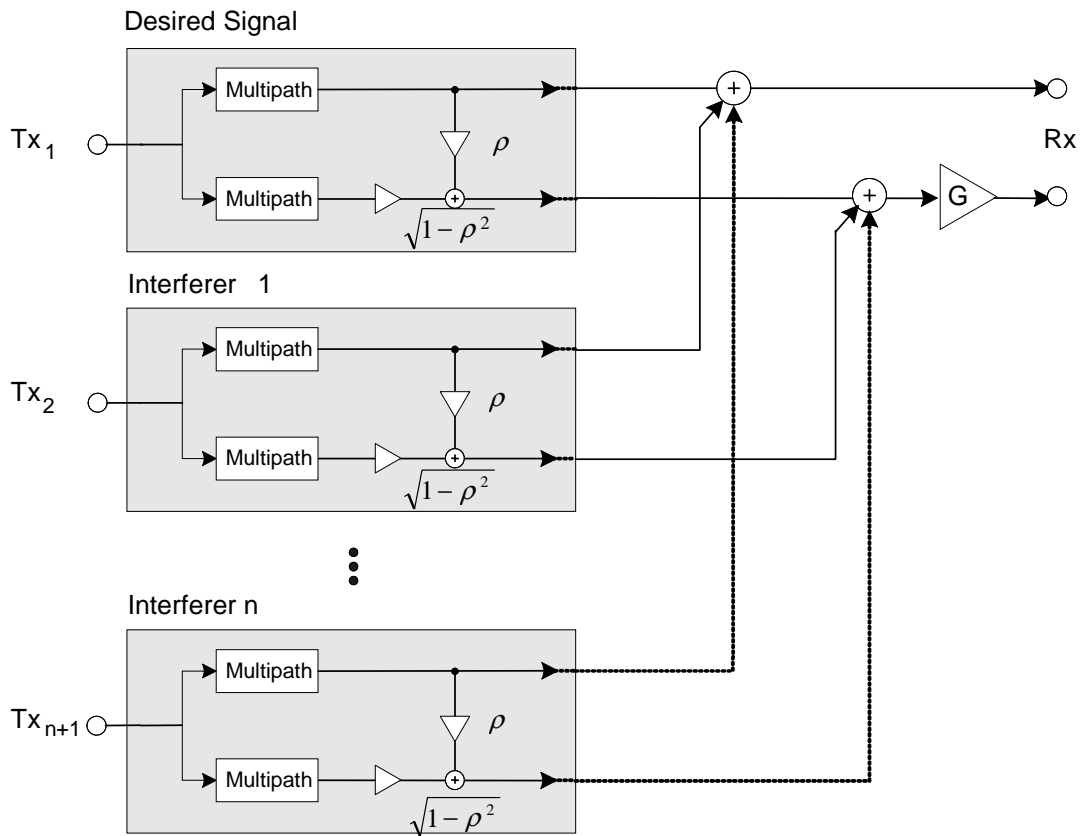 Desired Signal
Multipath
Tx₁
ρ
Rx
Multipath
G
√(1 − ρ²)
Interferer 1
Multipath
Tx₂
ρ
Multipath
√(1 − ρ²)
Interferer n
Multipath
Txₙ₊₁
ρ
Multipath
√(1 − ρ²)